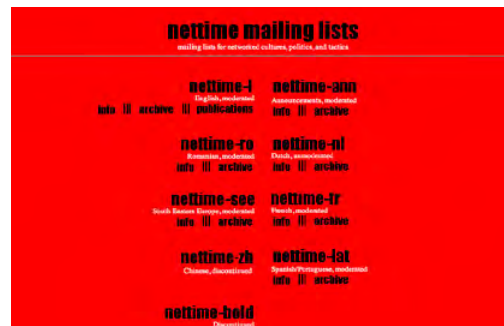 nettime mailing lists
mailing lists for networked cultures, politics, and tactics
nettime-l
English, moderated
info ||| archive ||| publications
nettime-ann
Announcements, moderated
info ||| archive
nettime-ro
Romanian, moderated
info ||| archive
nettime-nl
Dutch,
info ||| archive
nettime-see
South Eastern Europe, moderated
info ||| archive
nettime-fr
French, moderated
info ||| archive
nettime-zh
Chinese, discontinued
nettime-lat
Spanish/Portuguese, moderated
info ||| archive
nettime-bold
Discontinued